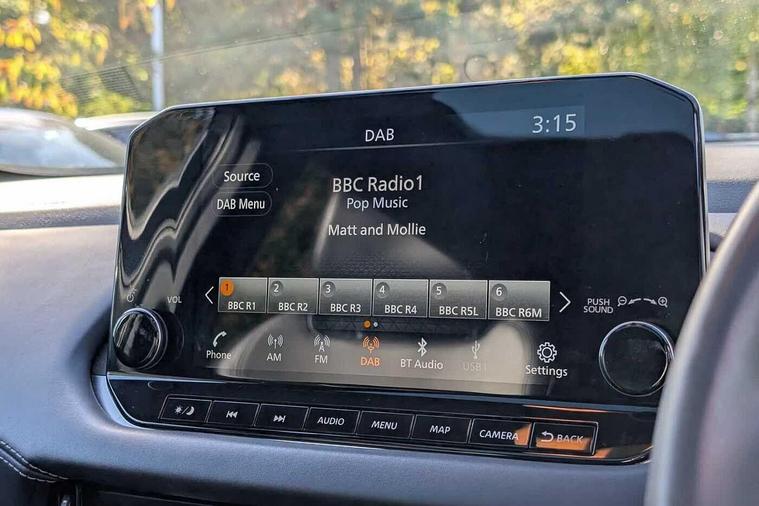 DAB
3:15
Source
BBC Radio1
Pop Music
DAB Menu
Matt and Mollie
1 2 3 4 5 6
BBC R1 BBC R2 BBC R3 BBC R4 BBC R5L BBC R6M
VOL
PUSH
SOUND
Phone AM FM DAB BT Audio USB1 Settings
AUDIO MENU MAP CAMERA BACK